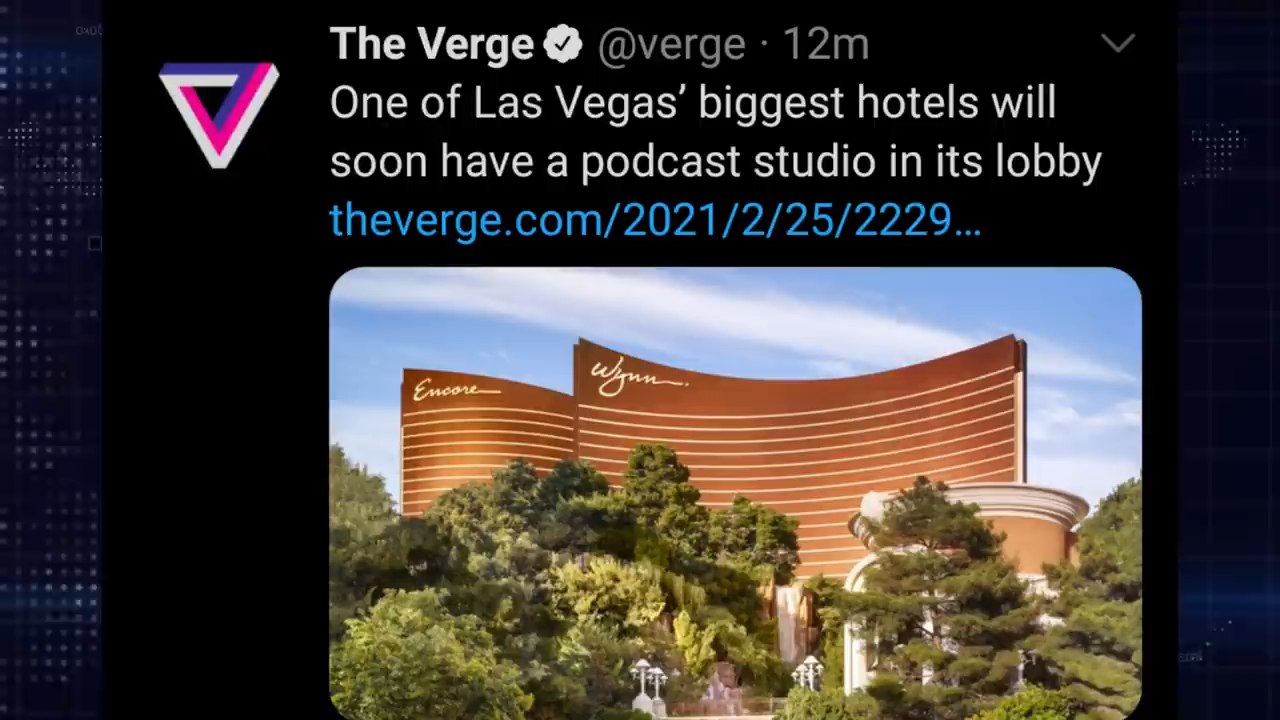 The Verge @verge · 12m
One of Las Vegas’ biggest hotels will
soon have a podcast studio in its lobby
theverge.com/2021/2/25/2229…
Encore
Wynn.